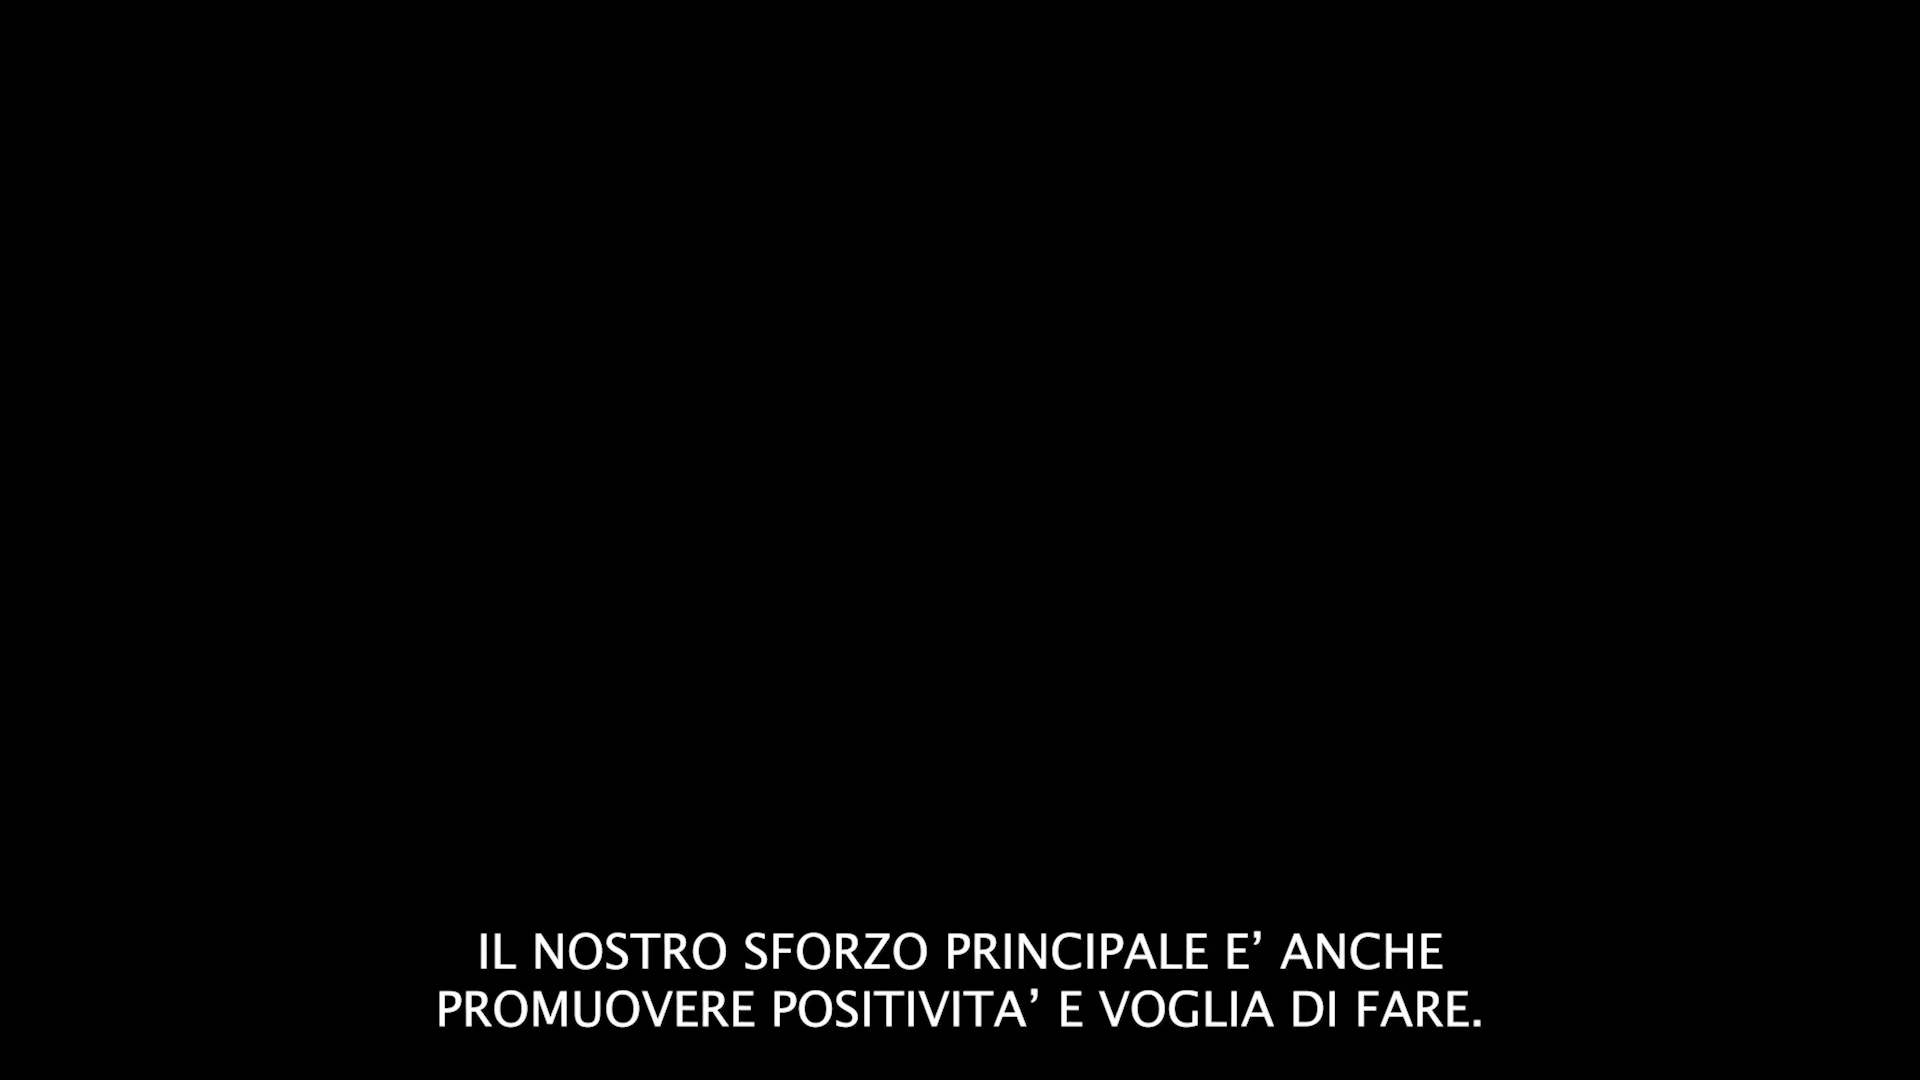 IL NOSTRO SFORZO PRINCIPALE E’ ANCHE
PROMUOVERE POSITIVITA’ E VOGLIA DI FARE.